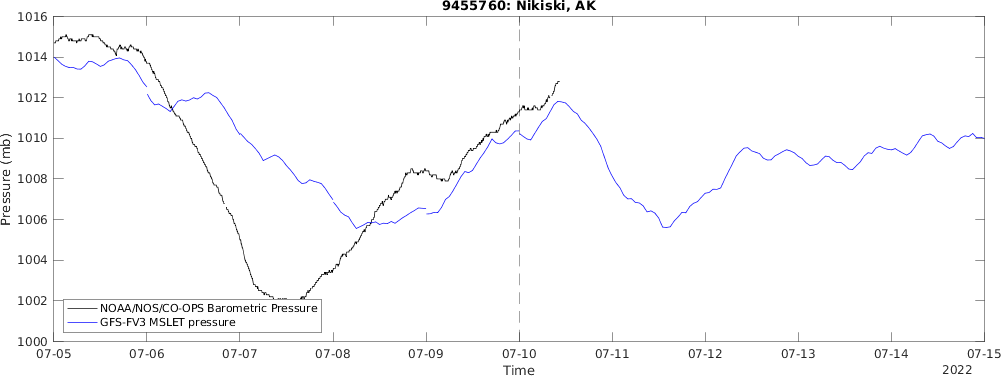 9455760: Nikiski, AK
1016
1014
1012
1010
1008
1006
1004
1002
1000
Pressure (mb)
NOAA/NOS/CO-OPS Barometric Pressure
GFS-FV3 MSLET pressure
07-05 07-06 07-07 07-08 07-09 07-10 07-11 07-12 07-13 07-14 07-15
Time
2022